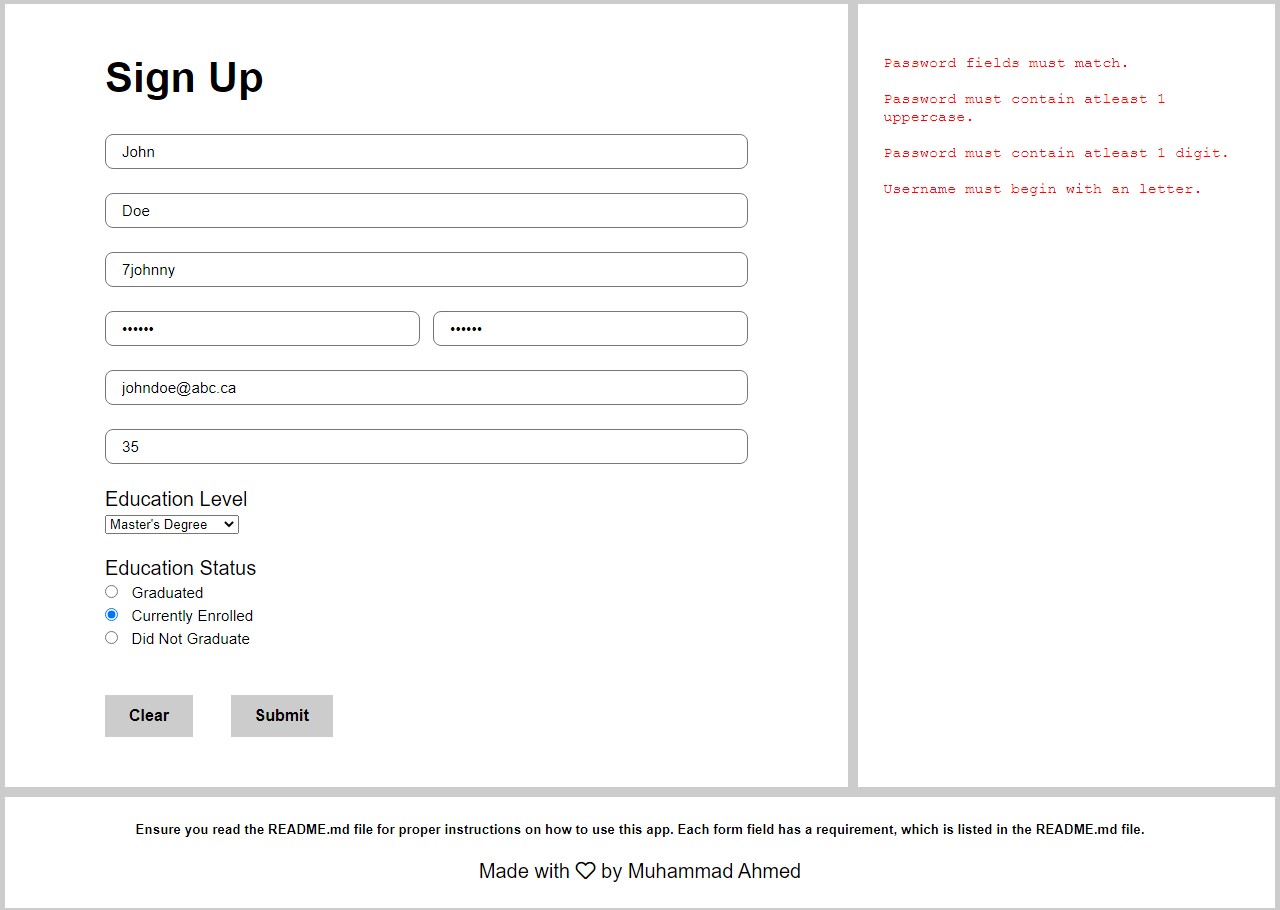 Sign Up
John
Doe
7johnny
•••••• ••••••
johndoe@abc.ca
35
Education Level
Master's Degree
Education Status
Graduated
Currently Enrolled
Did Not Graduate
Clear Submit
Password fields must match.
Password must contain atleast 1
uppercase.
Password must contain atleast 1 digit.
Username must begin with an letter.
Ensure you read the README.md file for proper instructions on how to use this app. Each form field has a requirement, which is listed in the README.md file.
Made with ♡ by Muhammad Ahmed